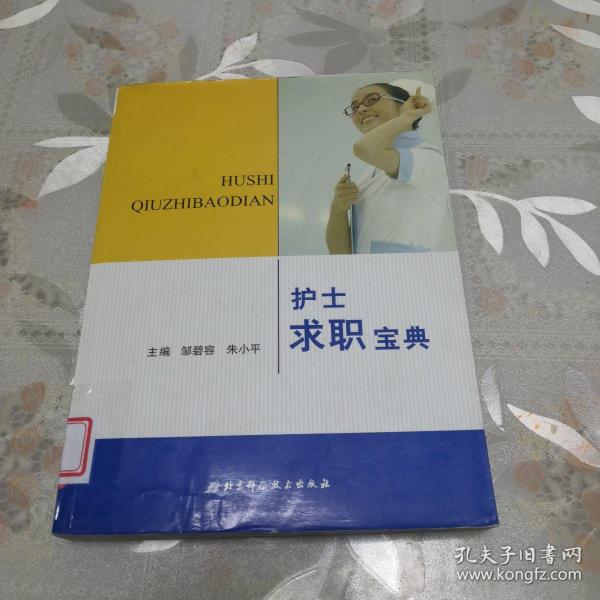 HUSHI
QIUZHIBAODIAN
护士
求职宝典
主编 邹碧容 朱小平
北京科学技术出版社
孔夫子旧书网
www.kongfz.com